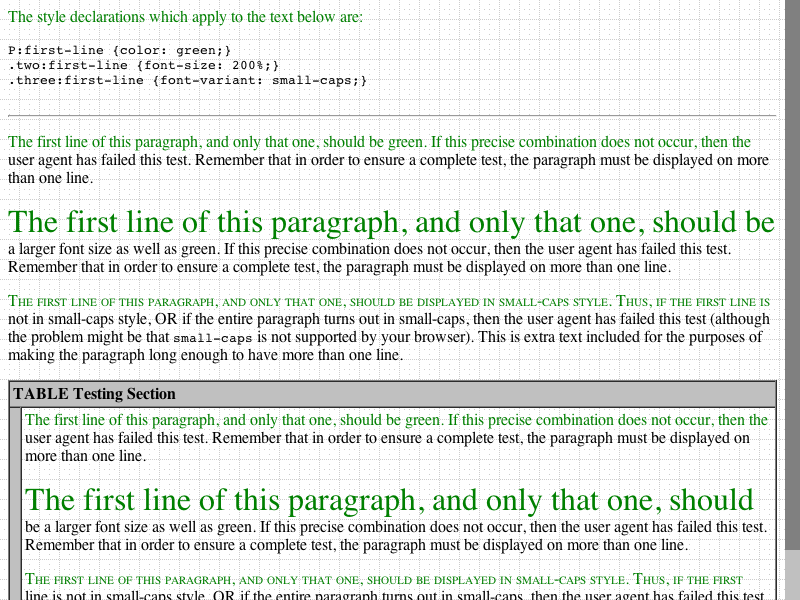 The style declarations which apply to the text below are:
P:first-line {color: green;}
.two:first-line {font-size: 200%;}
.three:first-line {font-variant: small-caps;}
The first line of this paragraph, and only that one, should be green. If this precise combination does not occur, then the
user agent has failed this test. Remember that in order to ensure a complete test, the paragraph must be displayed on more
than one line.
The first line of this paragraph, and only that one, should be
a larger font size as well as green. If this precise combination does not occur, then the user agent has failed this test.
Remember that in order to ensure a complete test, the paragraph must be displayed on more than one line.
The first line of this paragraph, and only that one, should be displayed in small-caps style. Thus, if the first line is
not in small-caps style, OR if the entire paragraph turns out in small-caps, then the user agent has failed this test (although
the problem might be that small-caps is not supported by your browser). This is extra text included for the purposes of
making the paragraph long enough to have more than one line.
TABLE Testing Section
The first line of this paragraph, and only that one, should be green. If this precise combination does not occur, then the
user agent has failed this test. Remember that in order to ensure a complete test, the paragraph must be displayed on
more than one line.
The first line of this paragraph, and only that one, should
be a larger font size as well as green. If this precise combination does not occur, then the user agent has failed this test.
Remember that in order to ensure a complete test, the paragraph must be displayed on more than one line.
The first line of this paragraph, and only that one, should be displayed in small-caps style. Thus, if the first
line is not in small-caps style, OR if the entire paragraph turns out in small-caps, then the user agent has failed this test